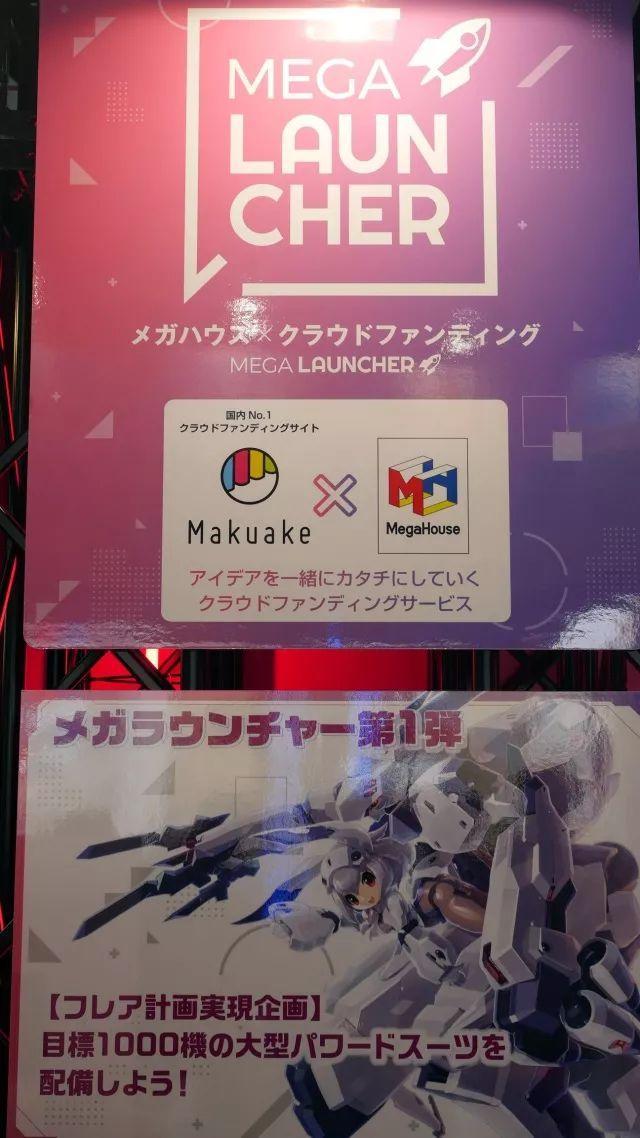 MEGA
LAUN
CHER
メガハウス×クラウドファンディング
MEGA LAUNCHER
国内 No.1
クラウドファンディングサイト
Makuake
MH
MegaHouse
アイデアを一緒にカタチにしていく
クラウドファンディングサービス
メガラウンチャー第1弾
【フレア計画実現企画】
目標1000機の大型パワードスーツを
配備しよう!